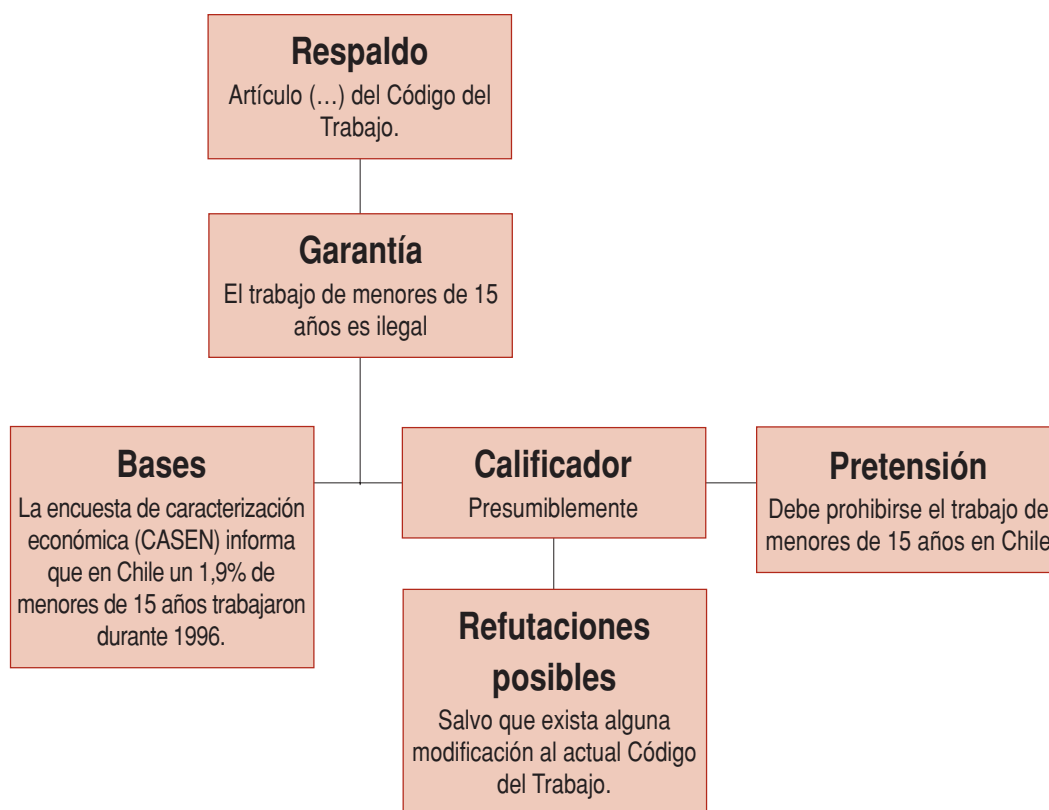 Respaldo
Artículo (…) del Código del
Trabajo.
Garantía
El trabajo de menores de 15
años es ilegal
Bases
La encuesta de caracterización
económica (CASEN) informa
que en Chile un 1,9% de
menores de 15 años trabajaron
durante 1996.
Calificador
Presumiblemente
Pretensión
Debe prohibirse el trabajo de
menores de 15 años en Chile
Refutaciones
posibles
Salvo que exista alguna
modificación al actual Código
del Trabajo.